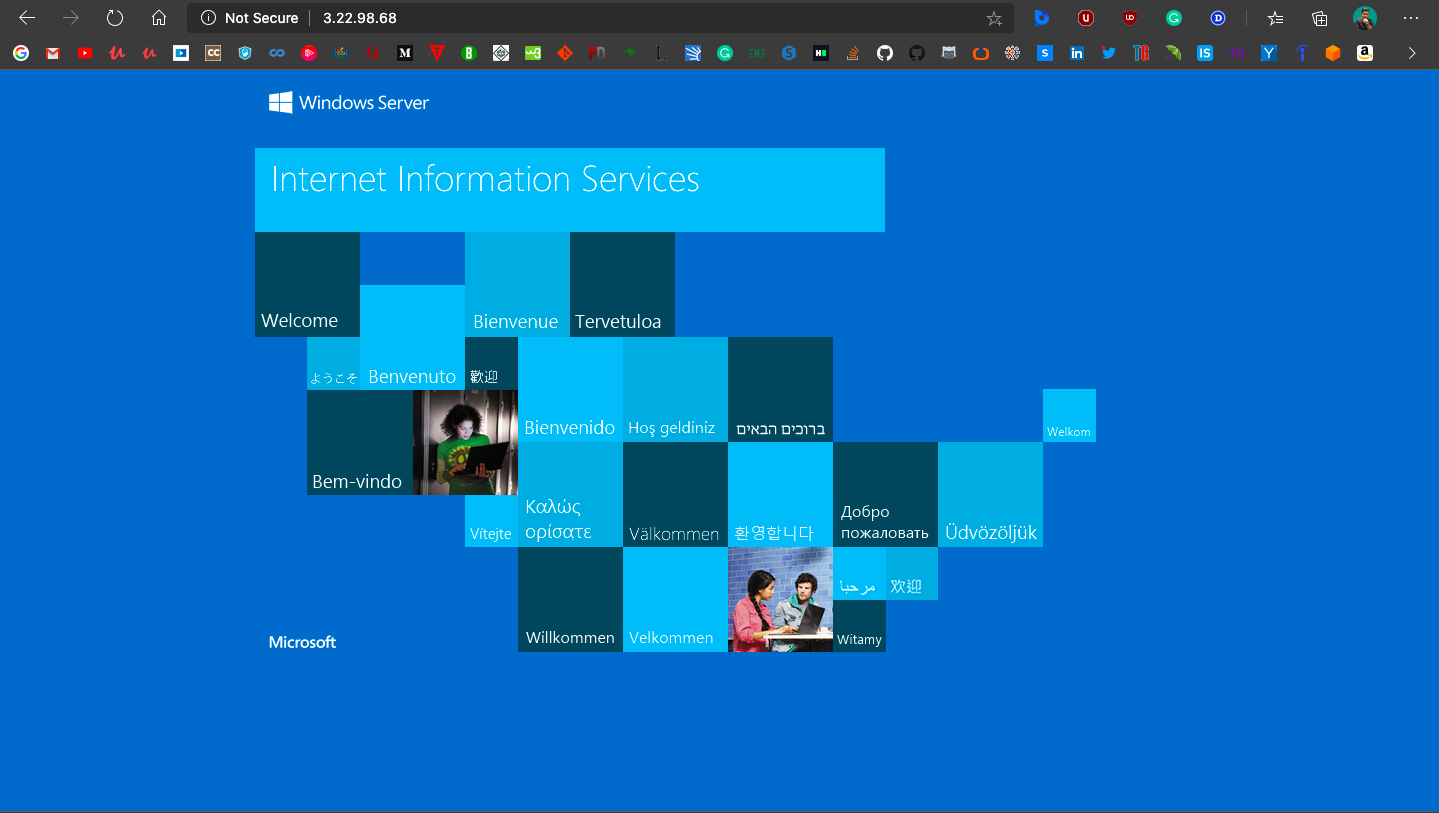 Not Secure 3.22.98.68
Windows Server
Internet Information Services
Welcome
Bienvenue
Tervetuloa
ようこそ
Benvenuto
歡迎
Bienvenido
Hoş geldiniz
ברוכים הבאים
Welkom
Bem-vindo
Vítejte
Καλώς
ορίσατε
Välkommen
환영합니다
Добро
пожаловать
Üdvözöljük
Willkommen
Velkommen
مرحبا
欢迎
Witamy
Microsoft